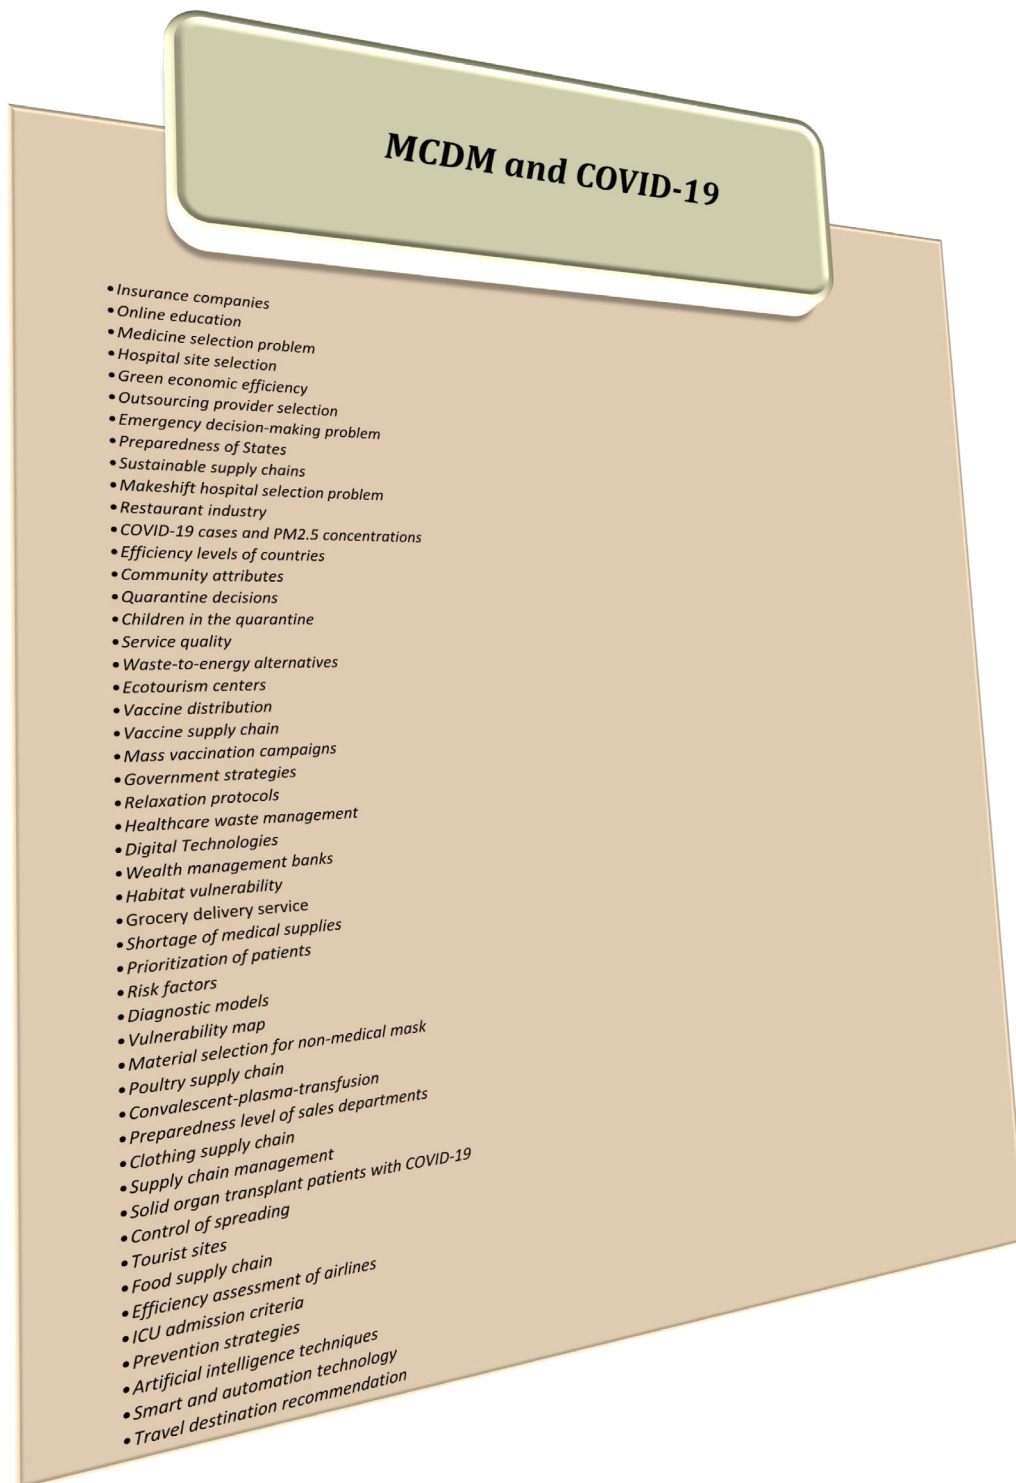 MCDM and COVID-19
• Insurance companies
• Online education
• Medicine selection problem
• Hospital site selection
• Green economic efficiency
• Outsourcing provider selection
• Emergency decision-making problem
• Preparedness of States
• Sustainable supply chains
• Makeshift hospital selection problem
• Restaurant industry
• COVID-19 cases and PM2.5 concentrations
• Efficiency levels of countries
• Community attributes
• Quarantine decisions
• Children in the quarantine
• Service quality
• Waste-to-energy alternatives
• Ecotourism centers
• Vaccine distribution
• Vaccine supply chain
• Mass vaccination campaigns
• Government strategies
• Relaxation protocols
• Healthcare waste management
• Digital Technologies
• Wealth management banks
• Habitat vulnerability
• Grocery delivery service
• Shortage of medical supplies
• Prioritization of patients
• Risk factors
• Diagnostic models
• Vulnerability map
• Material selection for non-medical mask
• Poultry supply chain
• Convalescent-plasma-transfusion
• Preparedness level of sales departments
• Clothing supply chain
• Supply chain management
• Solid organ transplant patients with COVID-19
• Control of spreading
• Tourist sites
• Food supply chain
• Efficiency assessment of airlines
• ICU admission criteria
• Prevention strategies
• Artificial intelligence techniques
• Smart and automation technology
• Travel destination recommendation